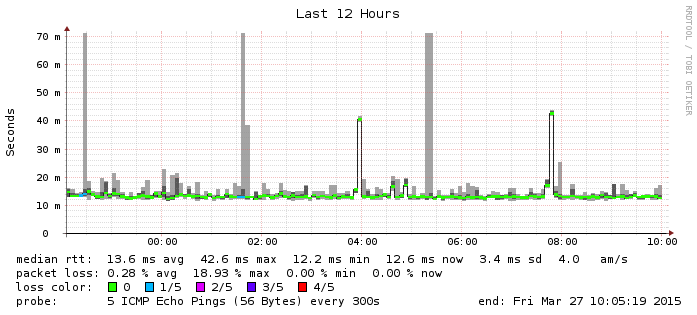 Last 12 Hours
RRDTOOL / TOBI OETIKER
Seconds
70 m
60 m
50 m
40 m
30 m
20 m
10 m
0
00:00 02:00 04:00 06:00 08:00 10:00
median rtt: 13.6 ms avg 42.6 ms max 12.2 ms min 12.6 ms now 3.4 ms sd 4.0 am/s
packet loss: 0.28 % avg 18.93 % max 0.00 % min 0.00 % now
loss color: 0 1/5 2/5 3/5 4/5
probe: 5 ICMP Echo Pings (56 Bytes) every 300s end: Fri Mar 27 10:05:19 2015